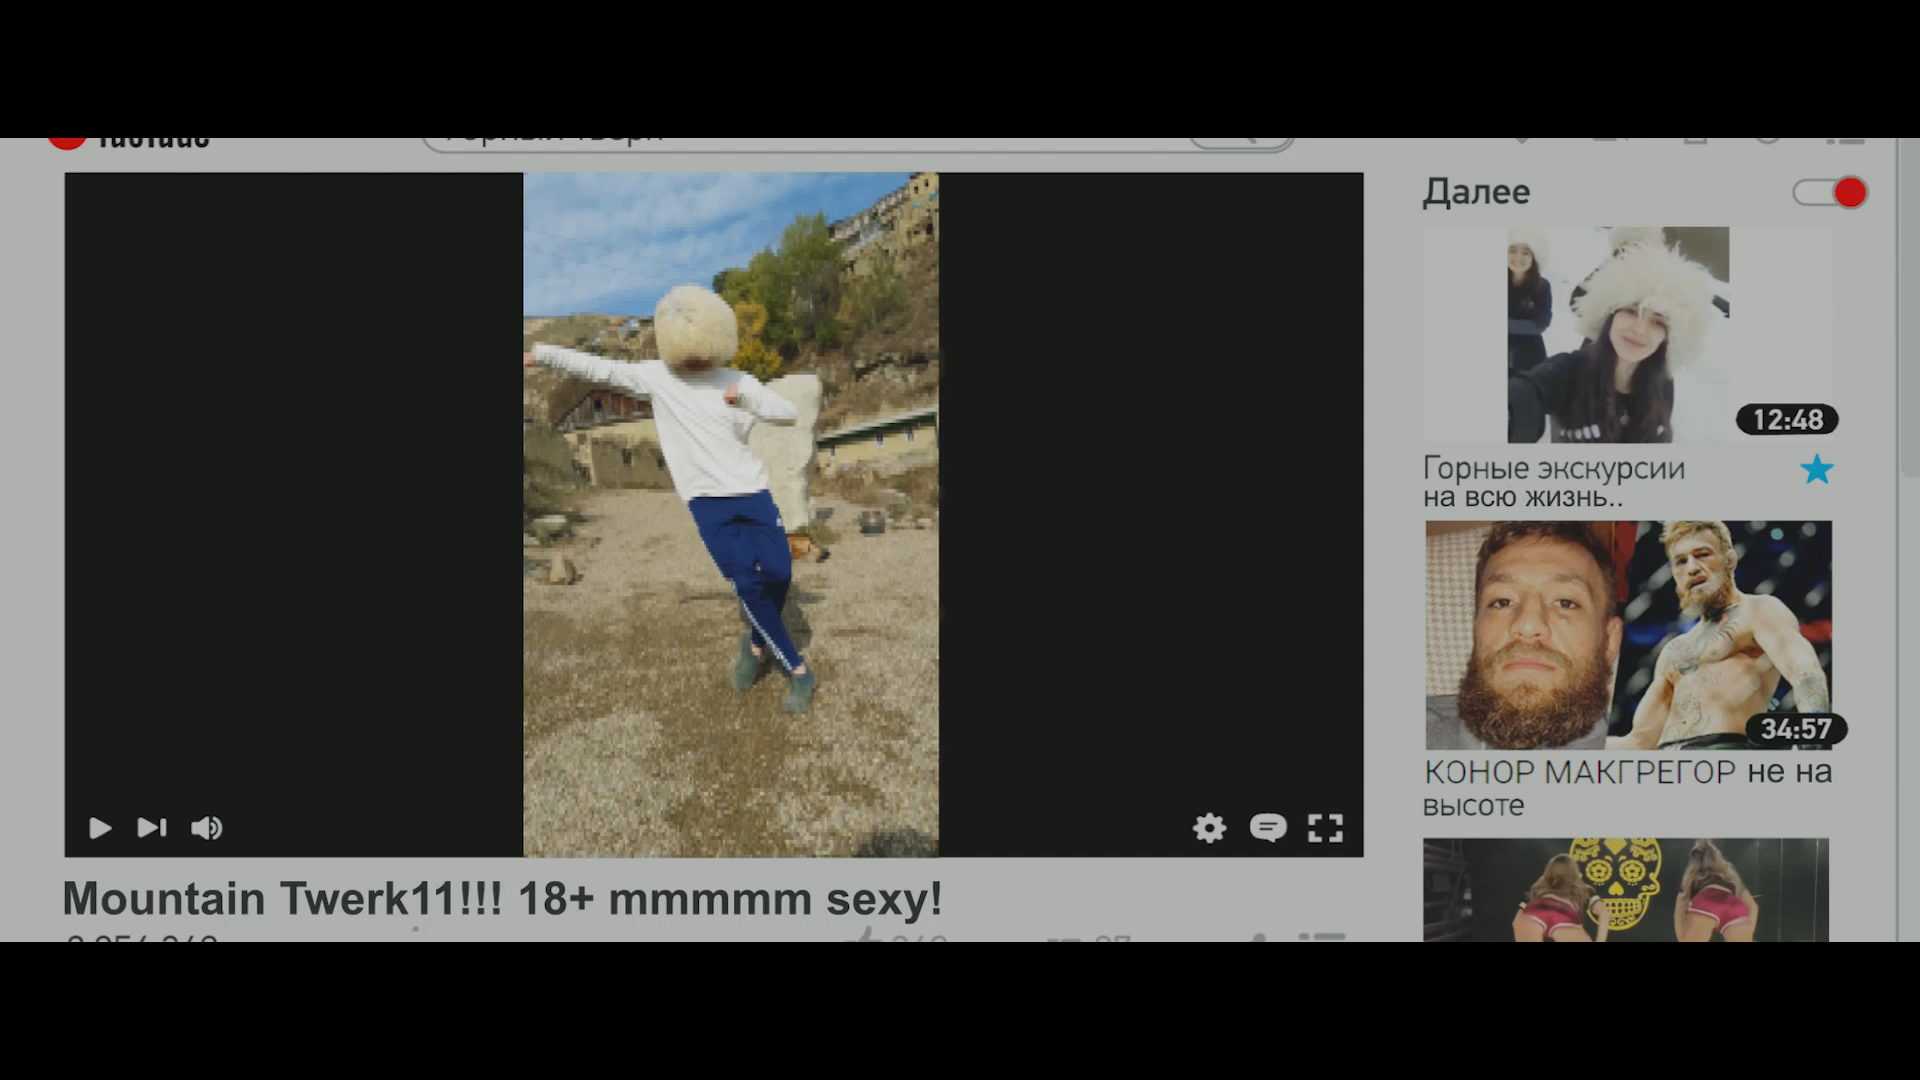 Далее
12:48
Горные экскурсии
на всю жизнь..
34:57
КОНОР МАКГРЕГОР не на
высоте
Mountain Twerk11!!! 18+ mmmmm sexy!